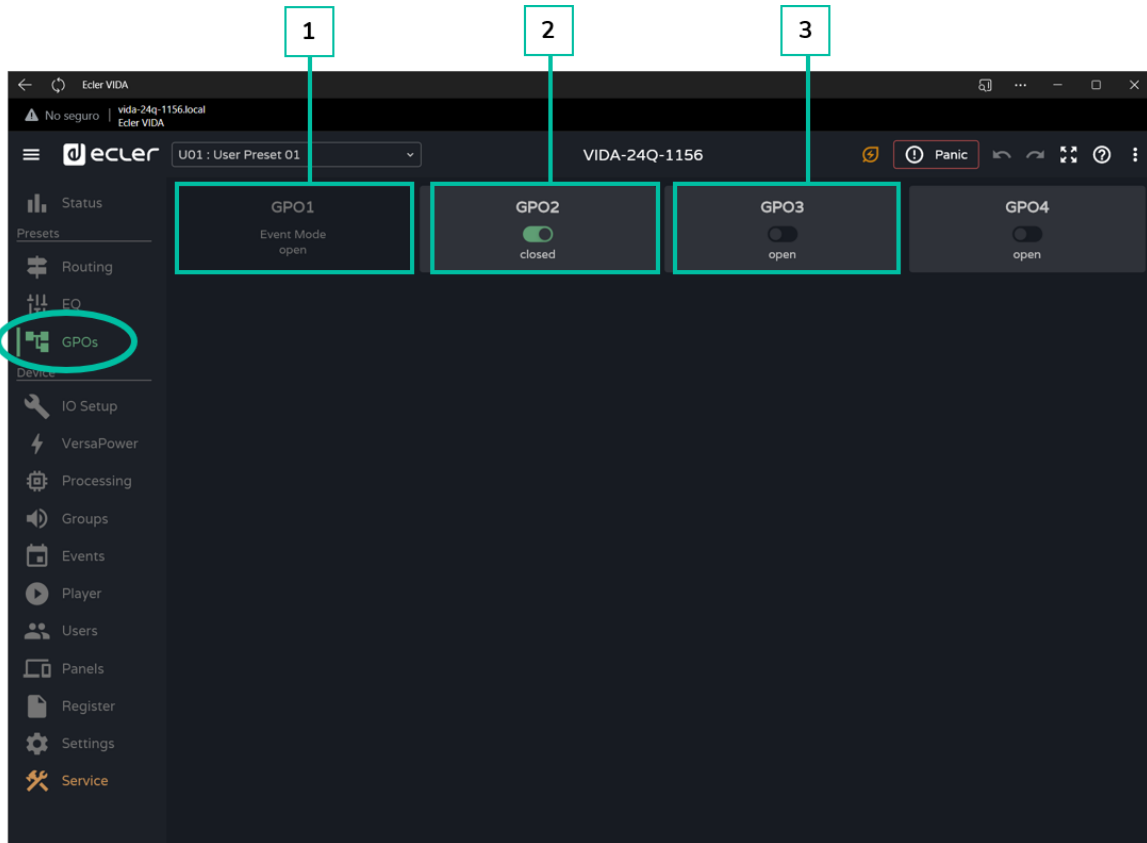 1
2
3
Ecler VIDA
No seguro
vida-24q-1156.local
Ecler VIDA
ecler
U01 : User Preset 01
VIDA-24Q-1156
Panic
Status
Presets
Routing
EQ
GPOs
Device
IO Setup
VersaPower
Processing
Groups
Events
Player
Users
Panels
Register
Settings
Service
GPO1
Event Mode
open
GPO2
closed
GPO3
open
GPO4
open